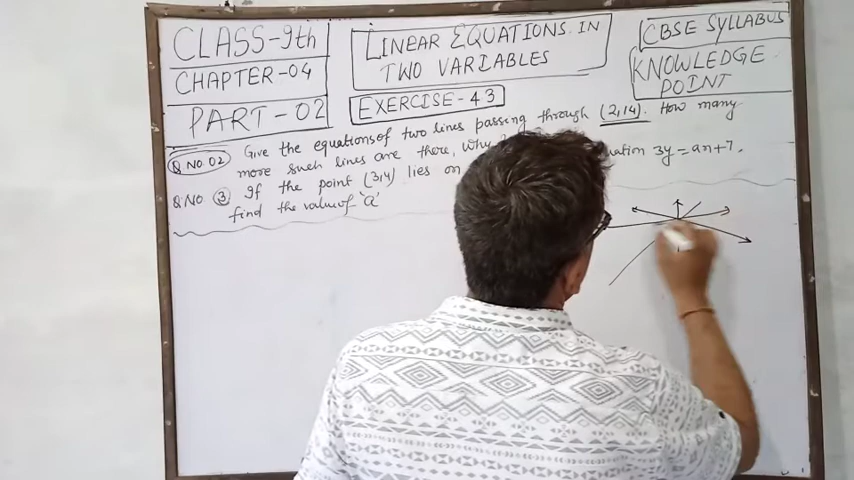 CLASS-9th
CHAPTER-04
PART-02
LINEAR EQUATIONS IN
TWO VARIABLES
EXERCISE-43
CBSE SYLLABUS
KNOWLEDGE
POINT
Q NO 02 Give the equations of two lines passing through (2,14). How many
more such lines are there, why
Q NO 3 If the point (3,4) lies on equation 3y=ax+7.
find the value of 'a'